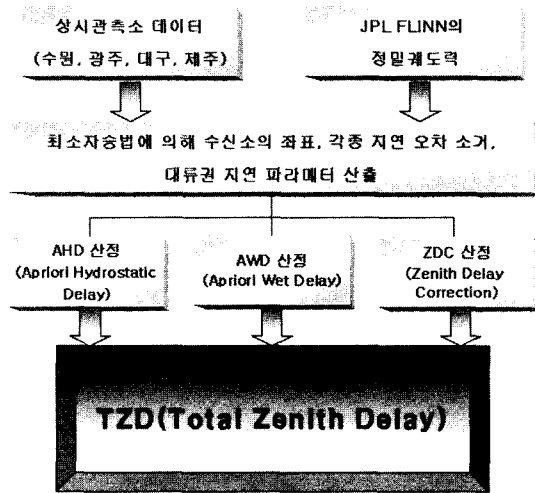 상시관측소 데이터
(수원, 광주, 대구, 제주)
JPL FLINN의
정밀궤도력
최소자승법에 의해 수신소의 좌표, 각종 지연 오차 소거,
대류권 지연 파라메터 산출
AHD 산정
(Apriori Hydrostatic
Delay)
AWD 산정
(Apriori Wet Delay)
ZDC 산정
(Zenith Delay
Correction)
TZD(Total Zenith Delay)